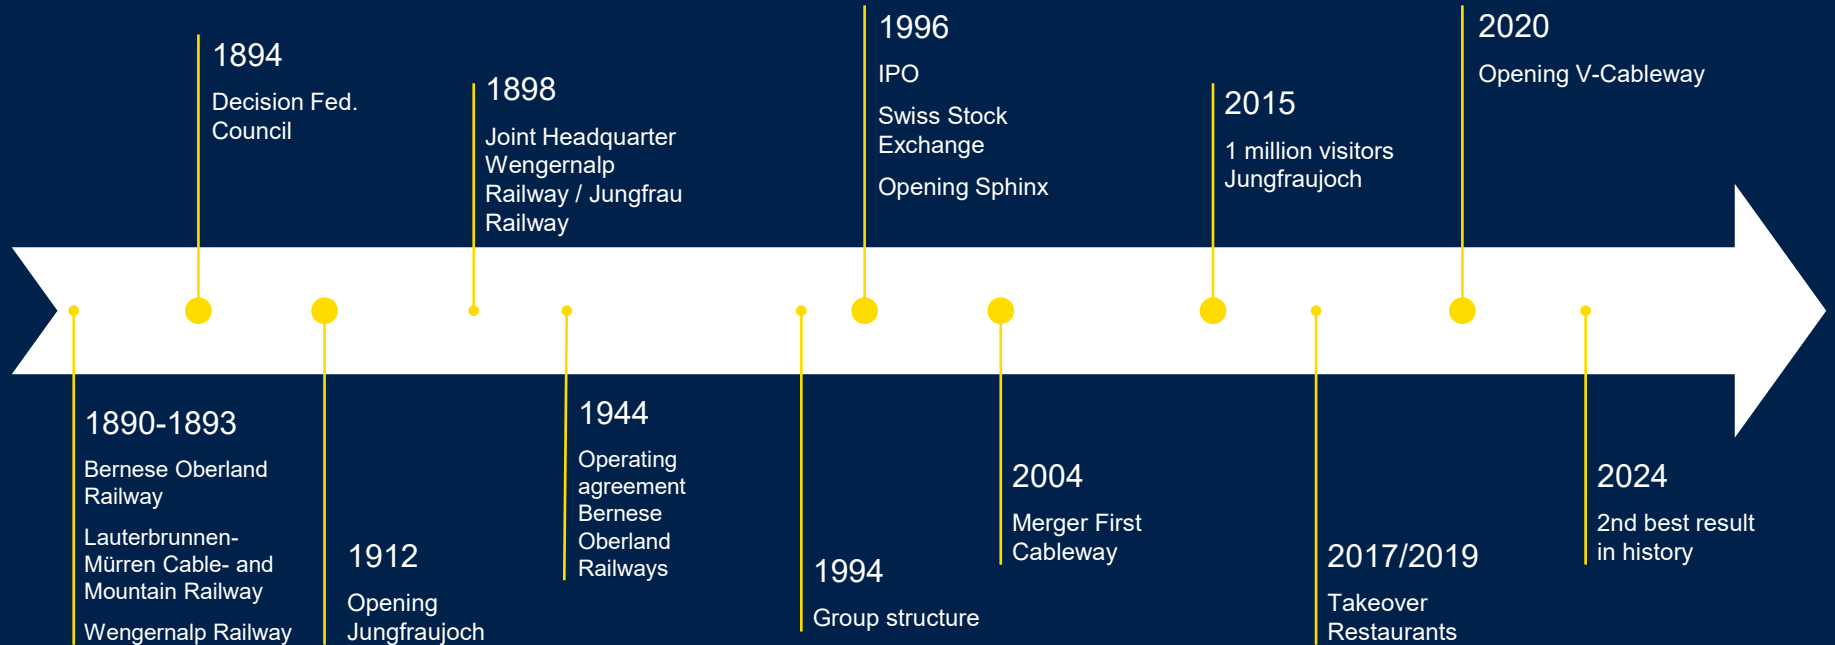 1890-1893
Bernese Oberland
Railway
Lauterbrunnen-
Mürren Cable- and
Mountain Railway
Wengernalp Railway
1894
Decision Fed.
Council
1912
Opening
Jungfraujoch
1898
Joint Headquarter
Wengernalp
Railway / Jungfrau
Railway
1944
Operating
agreement
Bernese
Oberland
Railways
1994
Group structure
1996
IPO
Swiss Stock
Exchange
Opening Sphinx
2004
Merger First
Cableway
2015
1 million visitors
Jungfraujoch
2017/2019
Takeover
Restaurants
2020
Opening V-Cableway
2024
2nd best result
in history